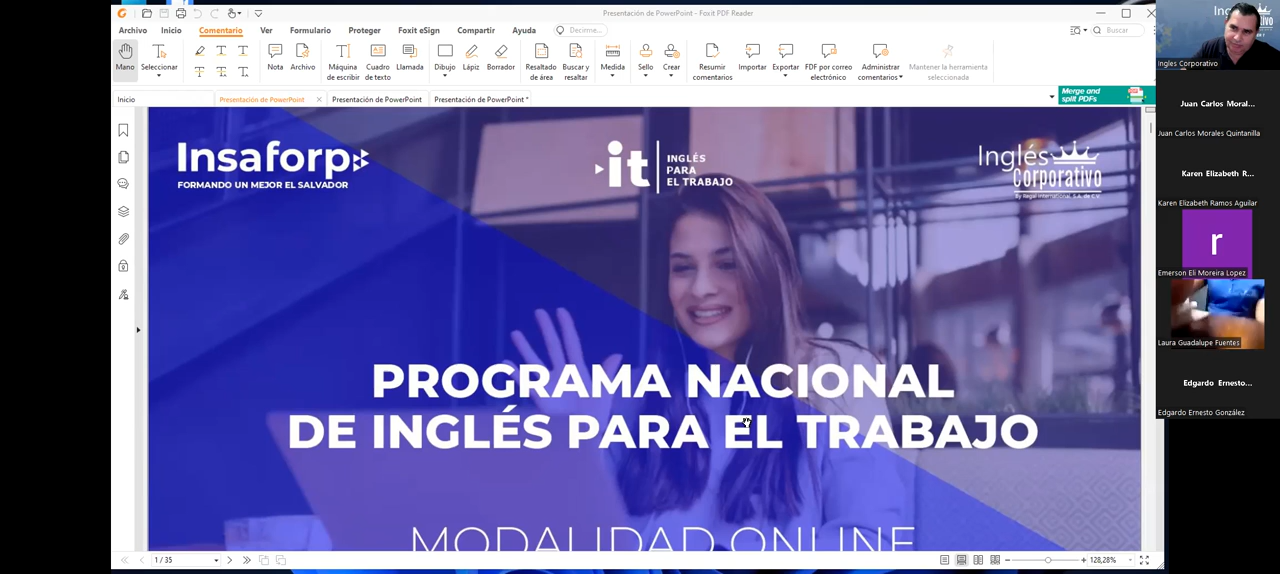 Presentación de PowerPoint - Foxit PDF Reader
Archivo Inicio Comentario Ver Formulario Proteger Foxit eSign Compartir Ayuda Decirme... Buscar
Mano
Seleccionar
Nota
Archivo
Máquina de escribir
Cuadro de texto
Llamada
Dibujo
Lápiz
Borrador
Resaltado de área
Buscar y resaltar
Medida
Sello
Crear
Resumir comentarios
Importar
Exportar
FDF por correo electrónico
Administrar comentarios
Mantener la herramienta seleccionada
Inicio
Presentación de PowerPoint
Presentación de PowerPoint
Presentación de PowerPoint *
Merge and
split PDFs
Insaforp
FORMANDO UN MEJOR EL SALVADOR
it
INGLÉS
PARA
EL TRABAJO
Inglés
Corporativo
By Regal International, S.A. de C.V.
PROGRAMA NACIONAL
DE INGLÉS PARA EL TRABAJO
MODALIDAD ONLINE
1 / 35
128,28%
Ingles Corporativo
Juan Carlos Moral...
Juan Carlos Morales Quintanilla
Karen Elizabeth R...
Karen Elizabeth Ramos Aguilar
r
Emerson Eli Moreira Lopez
Laura Guadalupe Fuentes
Edgardo Ernesto...
Edgardo Ernesto González